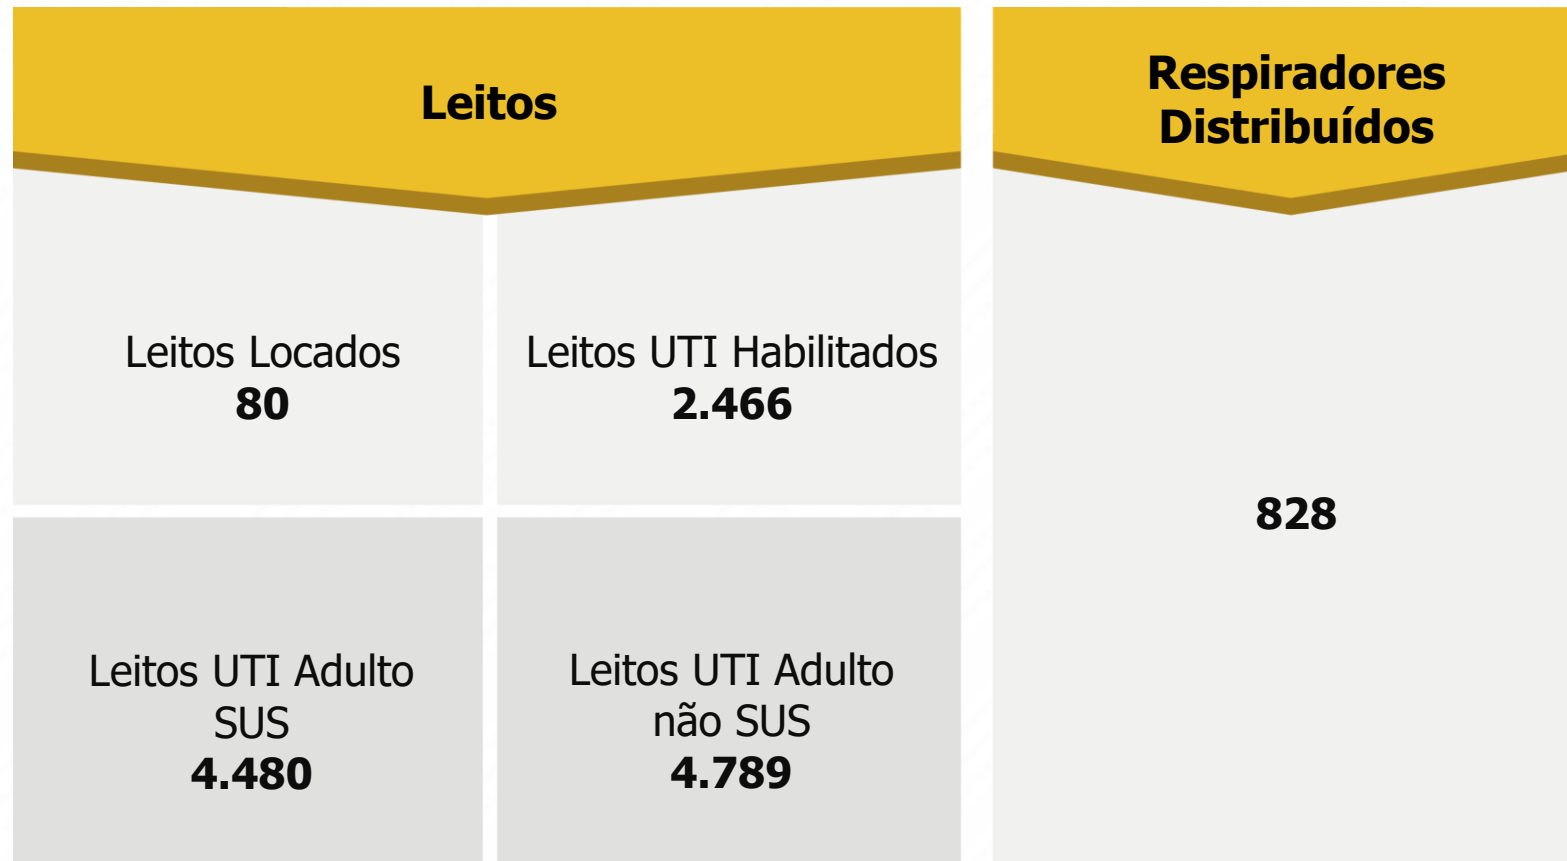 Leitos
Leitos Locados
80
Leitos UTI Habilitados
2.466
Leitos UTI Adulto
SUS
4.480
Leitos UTI Adulto
não SUS
4.789
Respiradores
Distribuídos
828